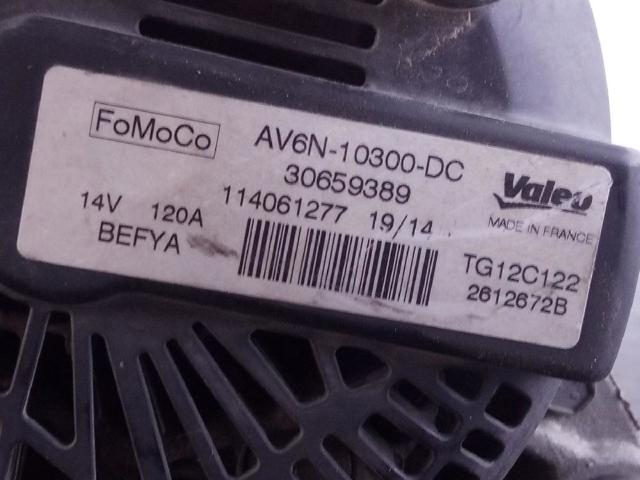 FoMoCo
AV6N-10300-DC
30659389
Valeo
MADE IN FRANCE
14V 120A
114061277 19/14
BEFYA
TG12C122
2612672B